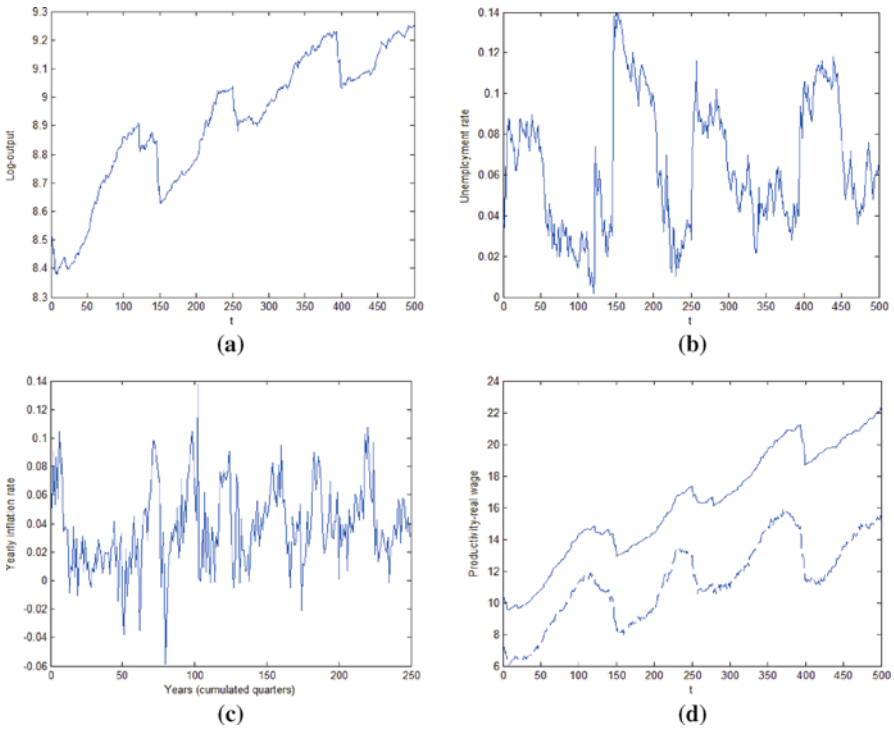 9.3
9.2
9.1
9
8.9
8.8
8.7
8.6
8.5
8.4
8.3
Log-output
0 50 100 150 200 250 300 350 400 450 500
t
(a)
0.14
0.12
0.1
0.08
0.06
0.04
0.02
0
Unemployment rate
0 50 100 150 200 250 300 350 400 450 500
t
(b)
0.14
0.12
0.1
0.08
0.06
0.04
0.02
0
-0.02
-0.04
-0.06
Yearly inflation rate
0 50 100 150 200 250
Years (cumulated quarters)
(c)
24
22
20
18
16
14
12
10
8
6
Productivity-real wage
0 50 100 150 200 250 300 350 400 450 500
t
(d)